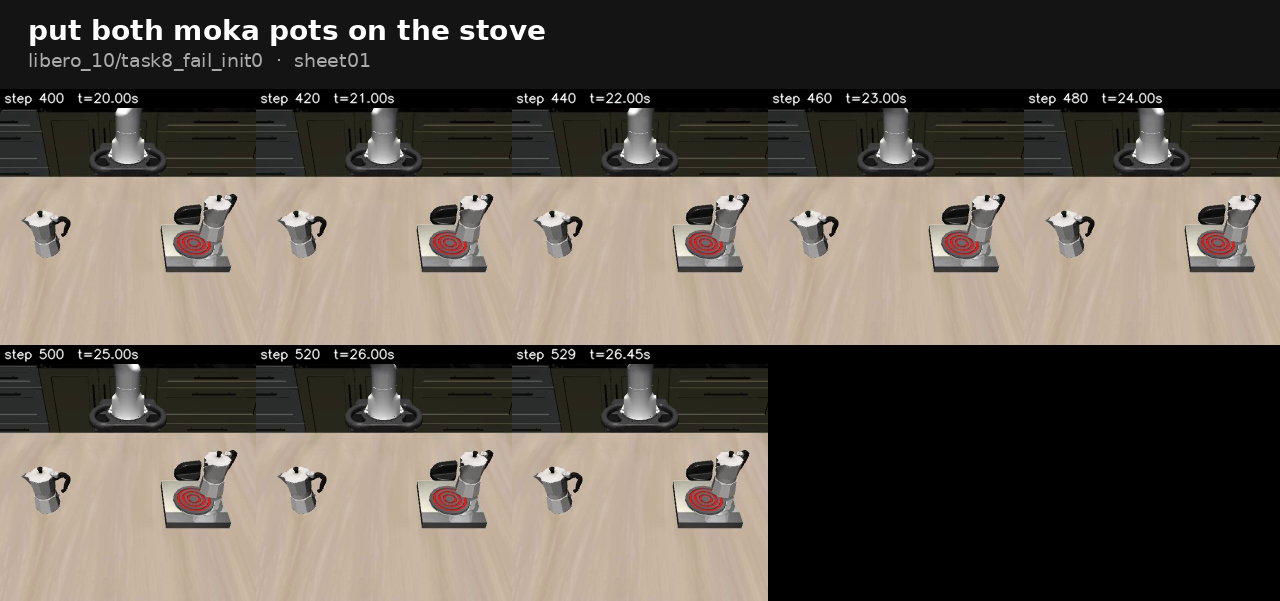 put both moka pots on the stove
libero_10/task8_fail_init0 · sheet01
step 400 t=20.00s
step 420 t=21.00s
step 440 t=22.00s
step 460 t=23.00s
step 480 t=24.00s
step 500 t=25.00s
step 520 t=26.00s
step 529 t=26.45s